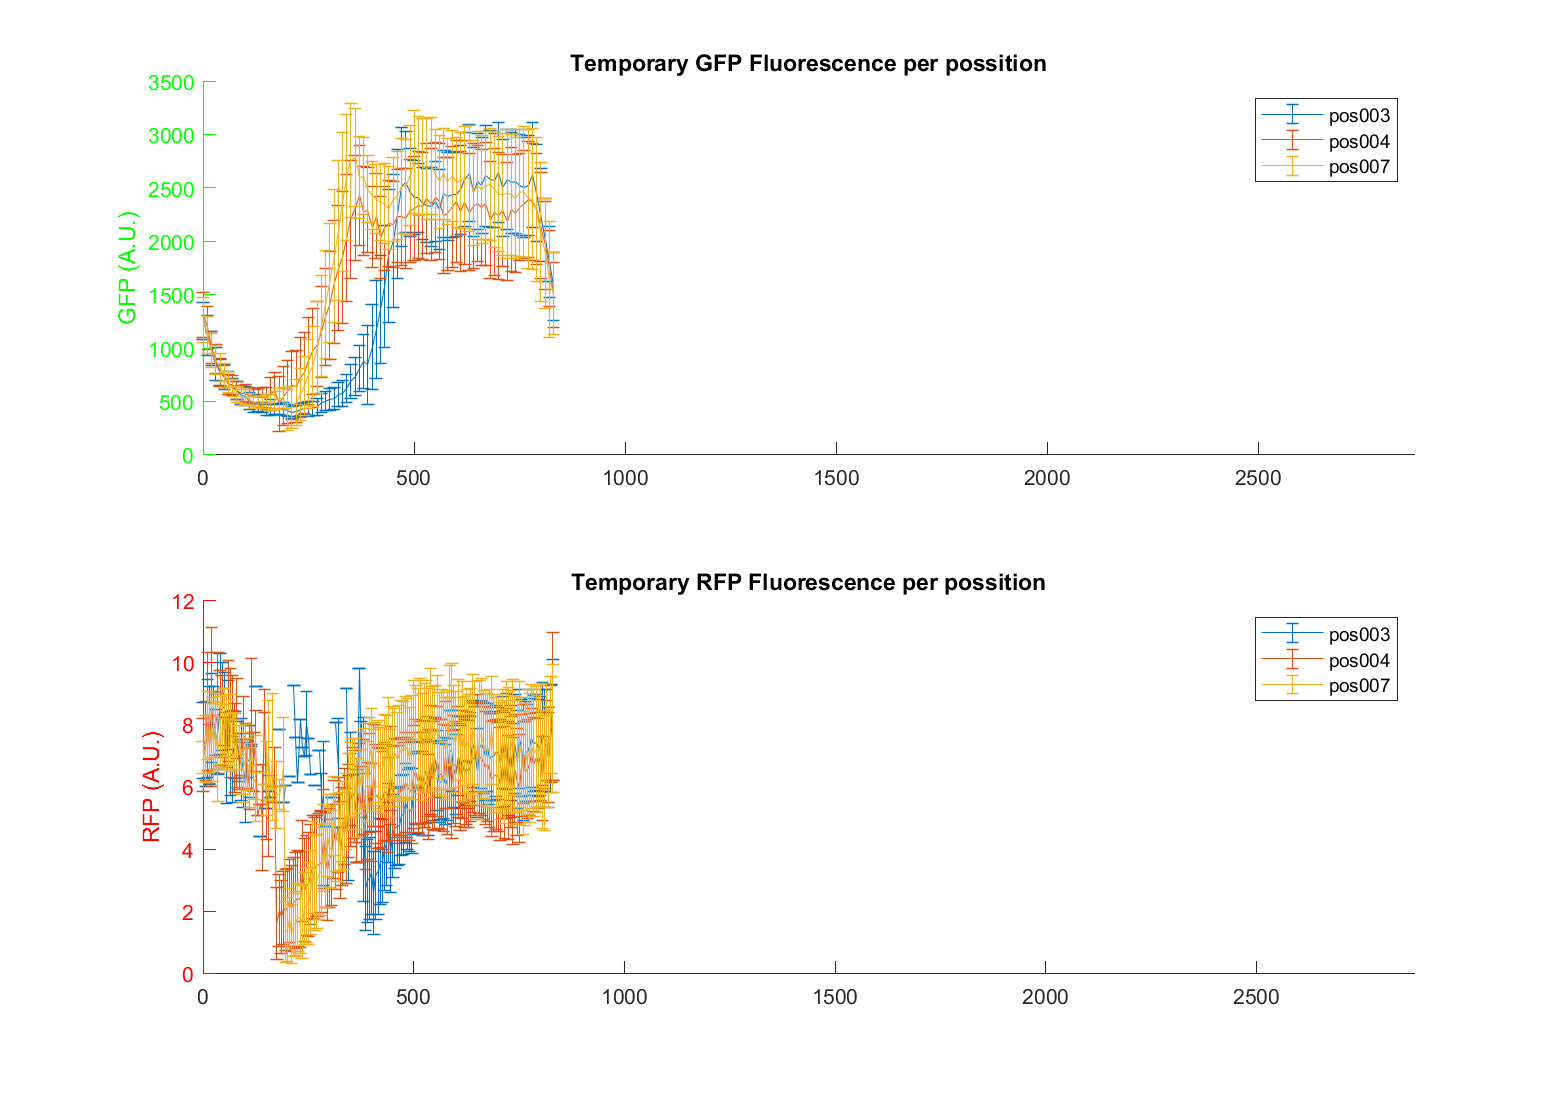 Temporary GFP Fluorescence per possition
GFP (A.U.)
3500
3000
2500
2000
1500
1000
500
0
0 500 1000 1500 2000 2500
pos003
pos004
pos007
Temporary RFP Fluorescence per possition
RFP (A.U.)
12
10
8
6
4
2
0
0 500 1000 1500 2000 2500
pos003
pos004
pos007